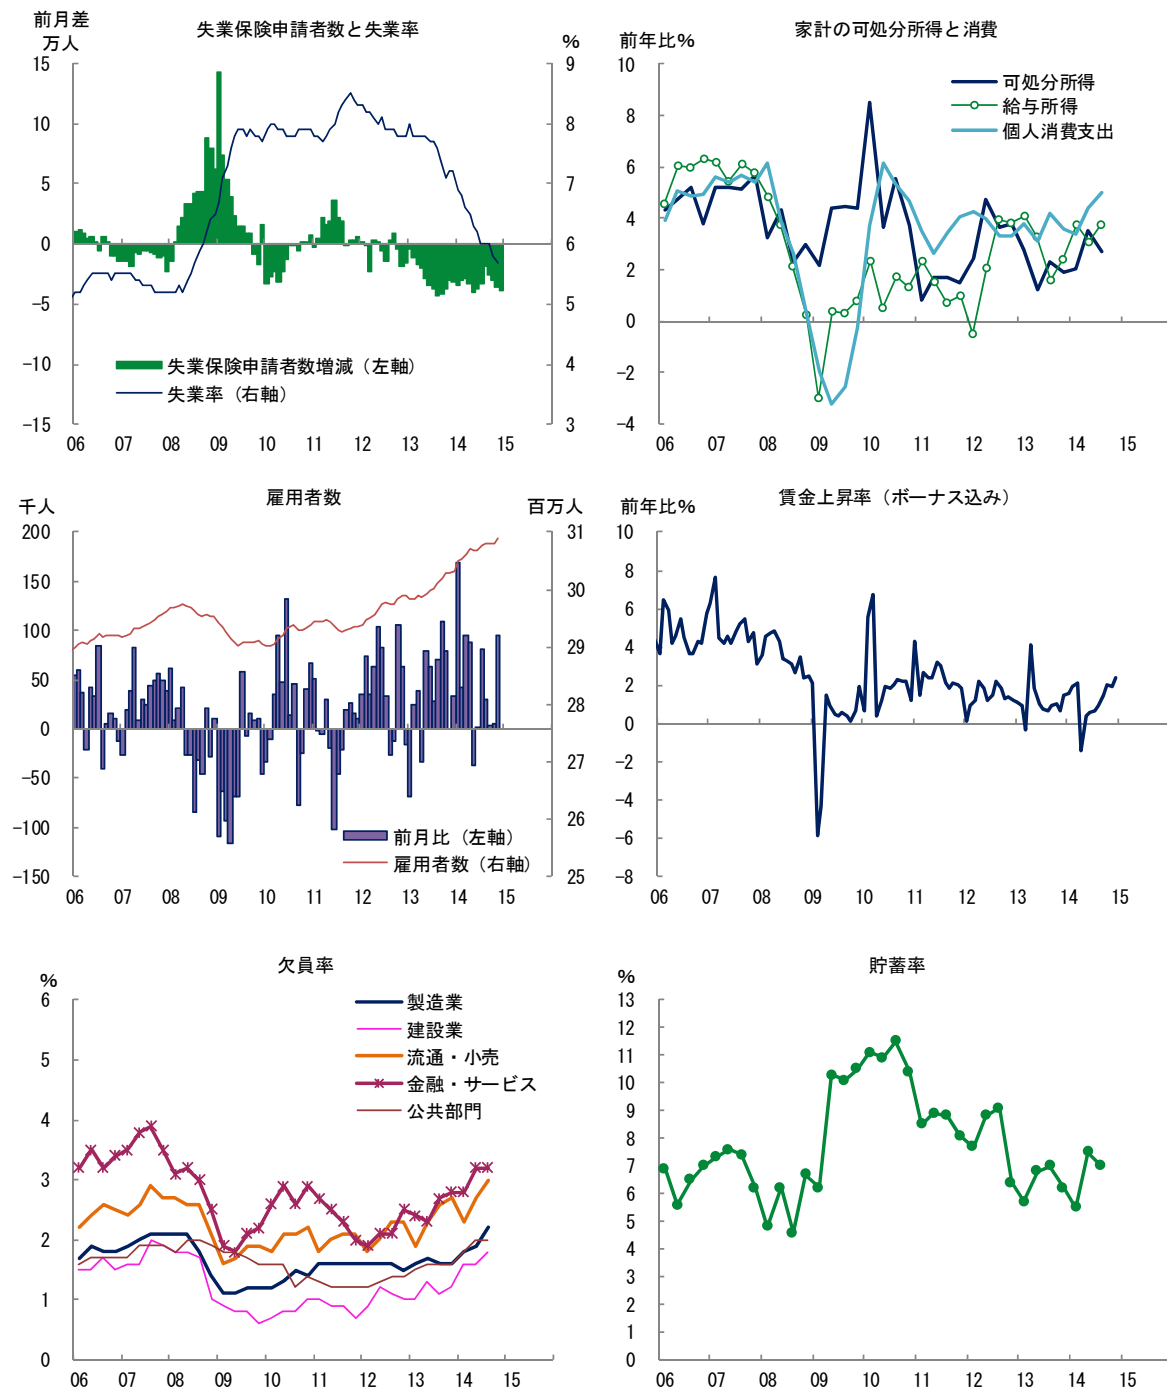 失業保険申請者数と失業率
前月差
万人
%
15
10
5
0
−5
−10
−15
9
8
7
6
5
4
3
失業保険申請者数増減（左軸）
失業率（右軸）
06 07 08 09 10 11 12 13 14 15
家計の可処分所得と消費
前年比%
10
8
6
4
2
0
−2
−4
可処分所得
給与所得
個人消費支出
06 07 08 09 10 11 12 13 14 15
雇用者数
千人
百万人
200
150
100
50
0
−50
−100
−150
31
30
29
28
27
26
25
前月比（左軸）
雇用者数（右軸）
06 07 08 09 10 11 12 13 14 15
賃金上昇率（ボーナス込み）
前年比%
10
8
6
4
2
0
−2
−4
−6
−8
06 07 08 09 10 11 12 13 14 15
欠員率
%
6
5
4
3
2
1
0
製造業
建設業
流通・小売
金融・サービス
公共部門
06 07 08 09 10 11 12 13 14 15
貯蓄率
%
13
12
11
10
9
8
7
6
5
4
3
2
1
0
06 07 08 09 10 11 12 13 14 15